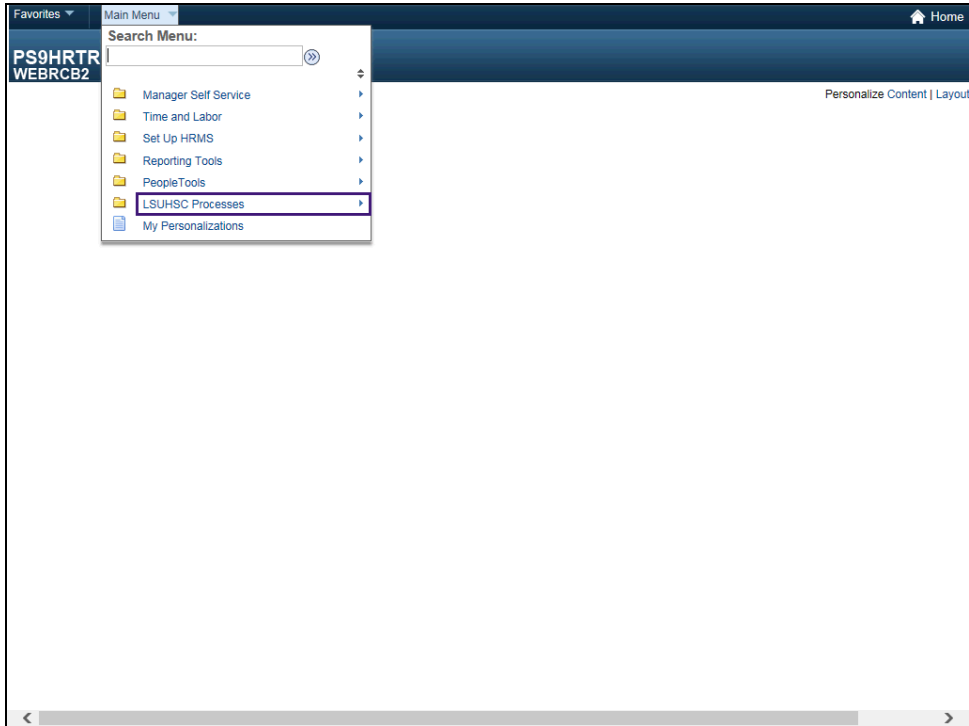 Favorites Main Menu Home
Search Menu:
PS9HRTR
WEBRCB2
Personalize Content | Layout
Manager Self Service
Time and Labor
Set Up HRMS
Reporting Tools
PeopleTools
LSUHSC Processes
My Personalizations